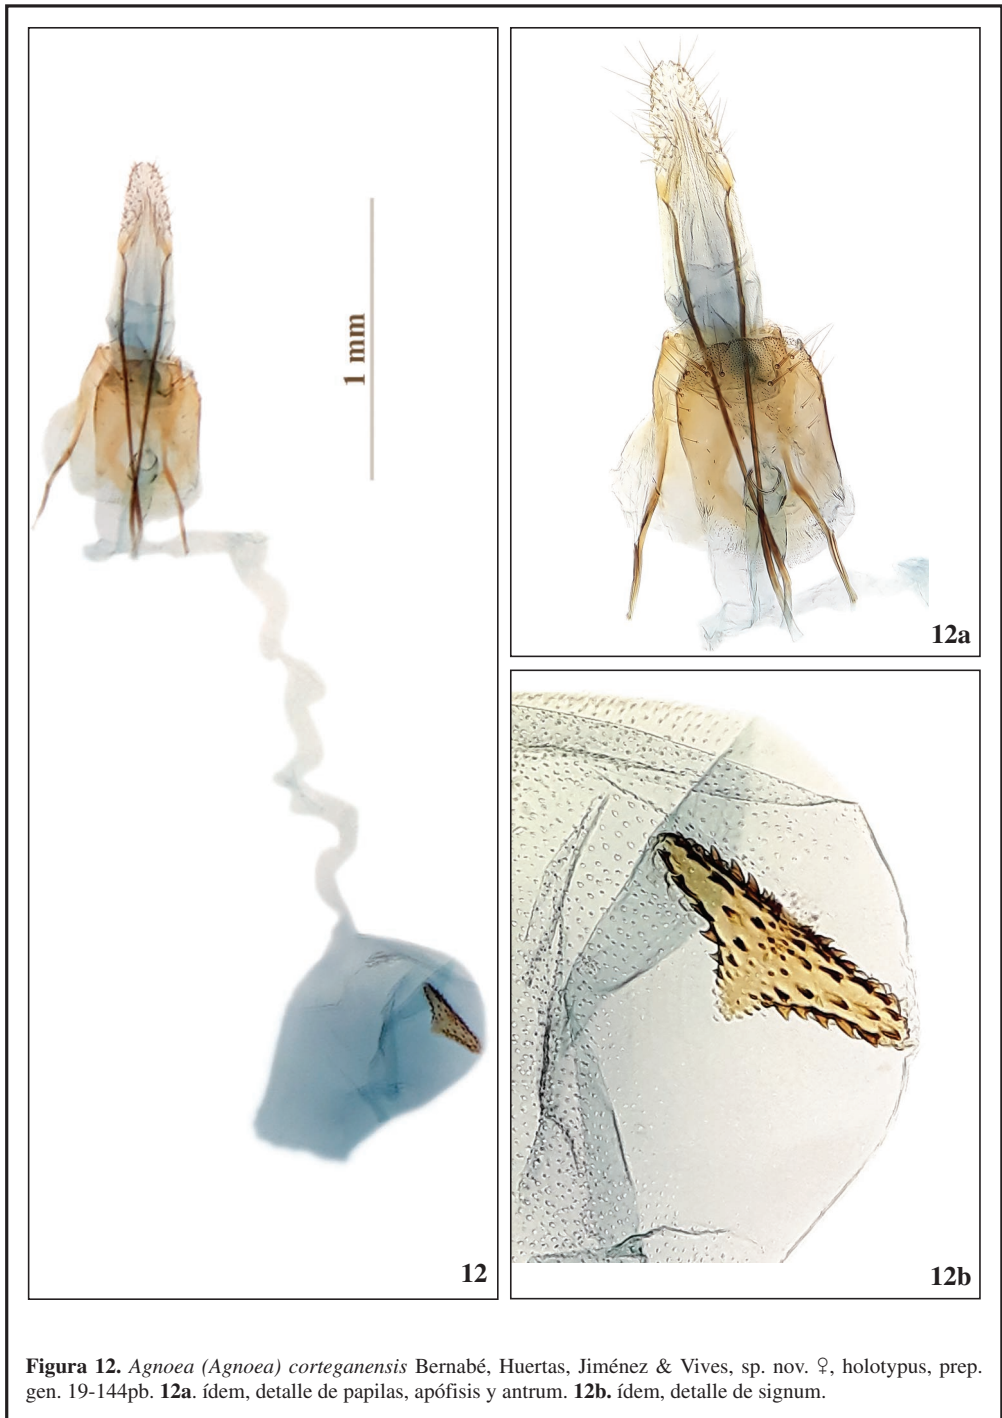 1 mm
12
12a
12b
Figura 12. Agnoea (Agnoea) corteganensis Bernabé, Huertas, Jiménez & Vives, sp. nov. ♀, holotypus, prep.
gen. 19-144pb. 12a. ídem, detalle de papilas, apófisis y antrum. 12b. ídem, detalle de signum.